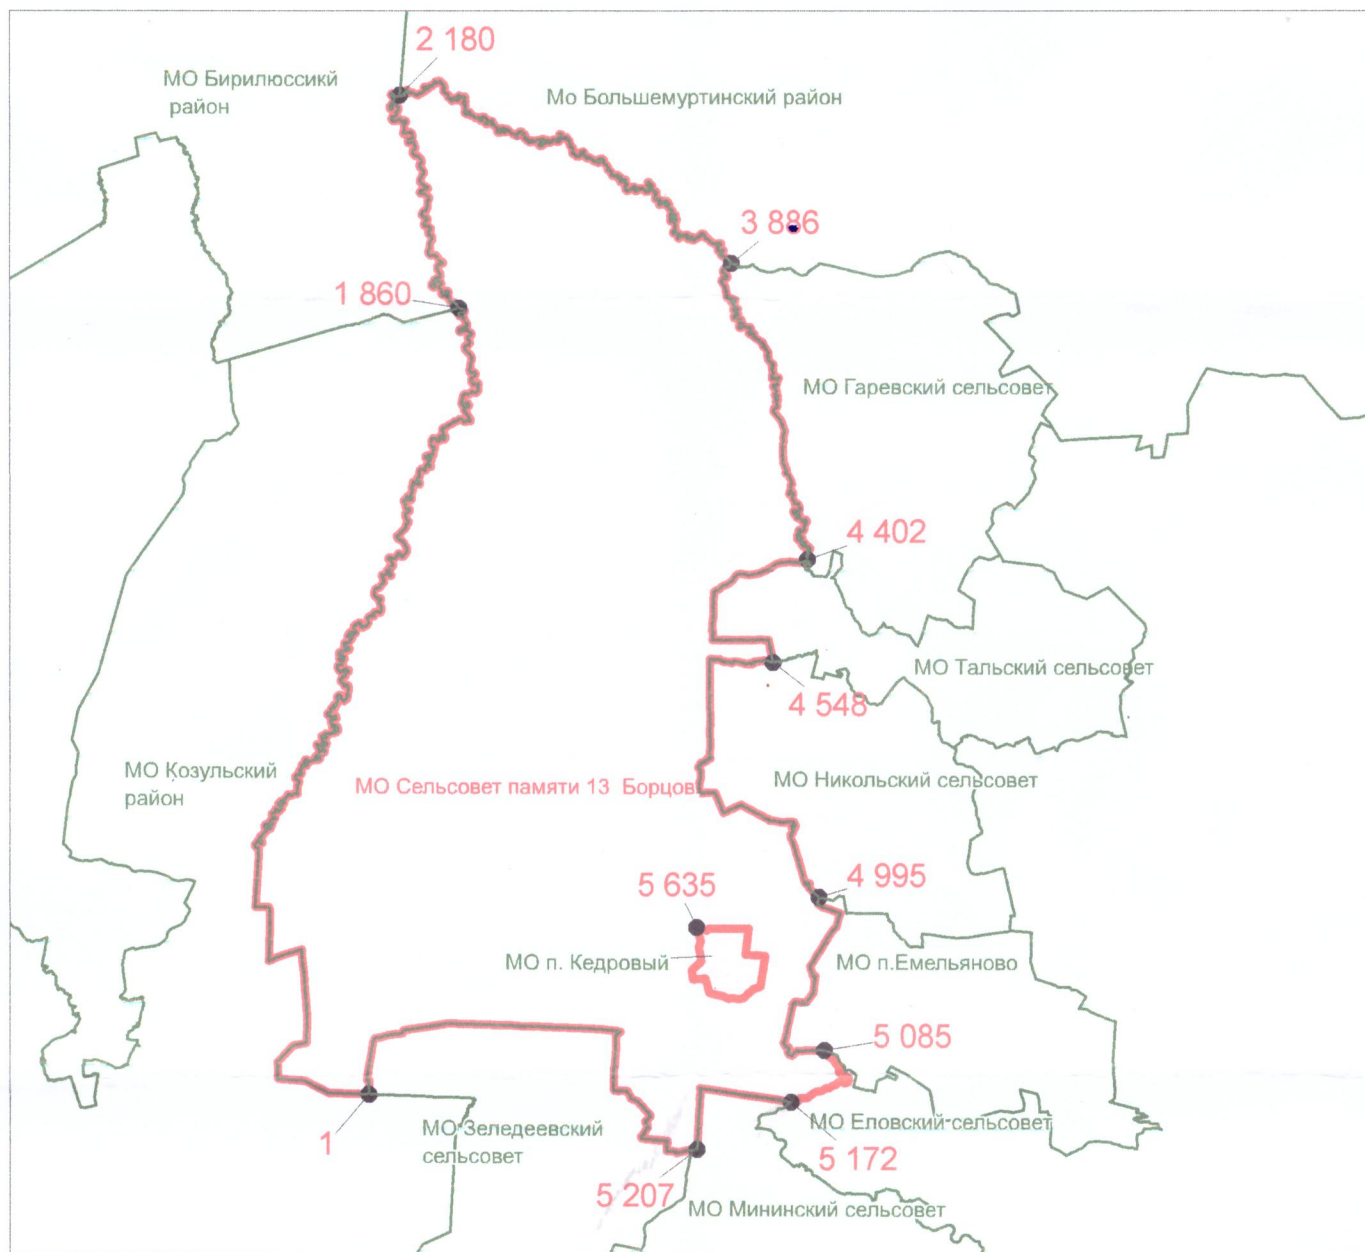 2 180
МО Бирилюссикй
район
Мо Большемуртинский район
3 886
1 860
МО Гаревский сельсовет
4 402
МО Тальский сельсовет
4 548
МО Козульский
район
МО Сельсовет памяти 13 Борцов
МО Никольский сельсовет
5 635
4 995
МО п. Кедровый
МО п.Емельяново
5 085
1
МО Зеледеевский
сельсовет
МО Еловский-сельсовет
5 172
5 207
МО Мининский сельсовет